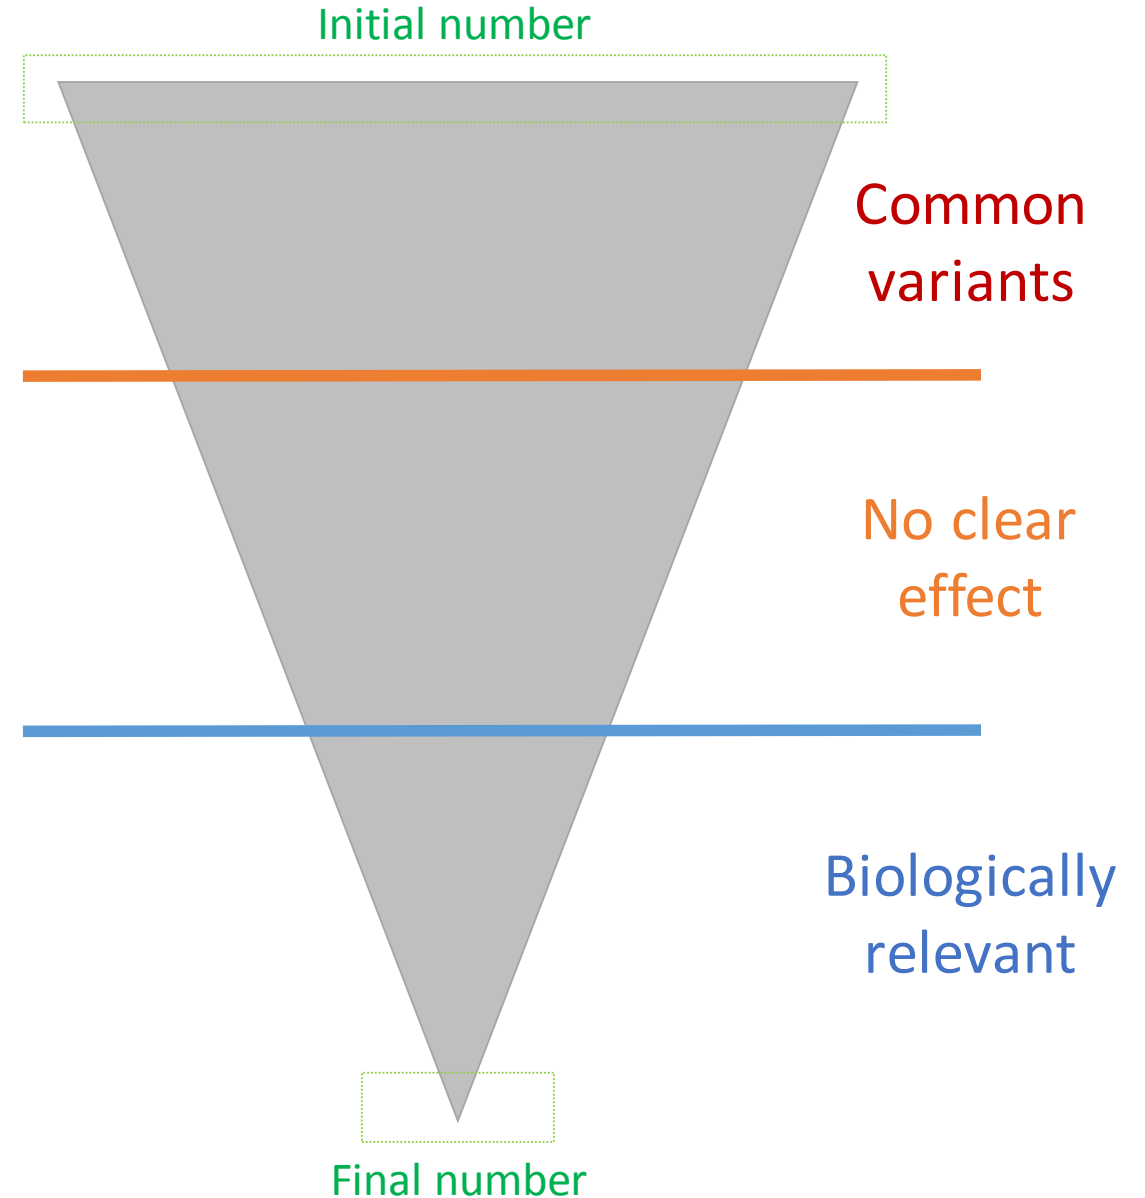 Initial number
Common
variants
No clear
effect
Biologically
relevant
Final number